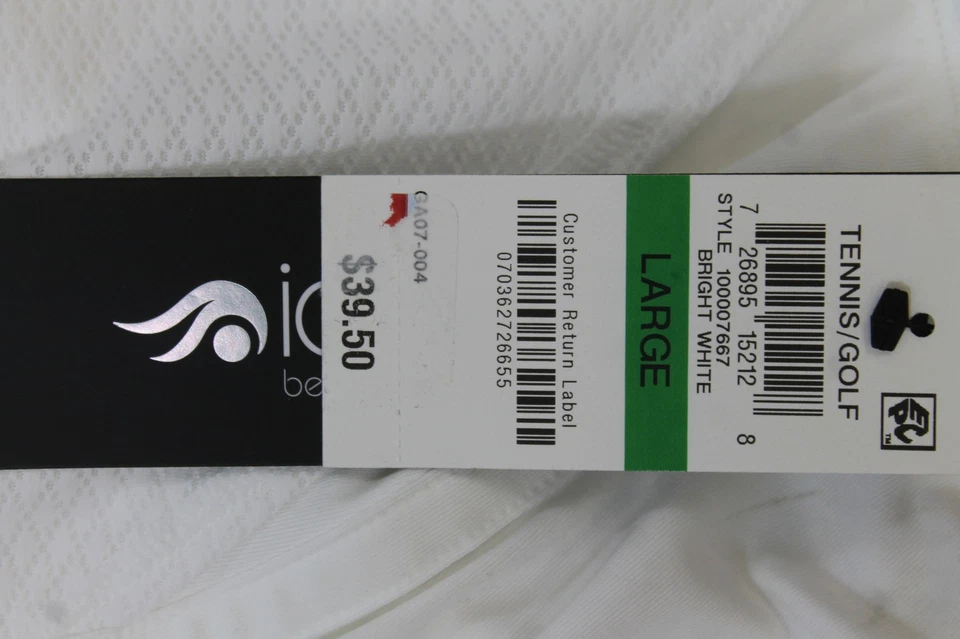 TENNIS/GOLF
7 26895 15212 8
STYLE 10007667
BRIGHT WHITE
LARGE
Customer Return Label
070362726655
GA07-004
$39.50